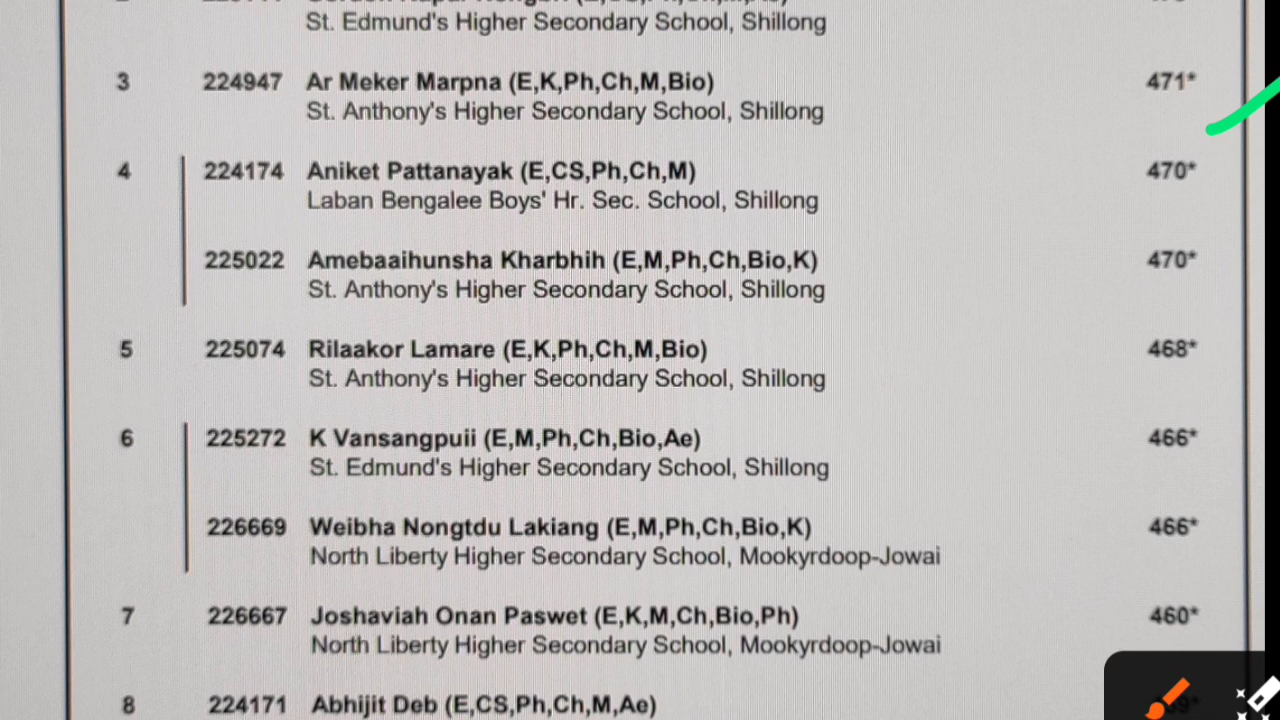 St. Edmund's Higher Secondary School, Shillong
3 224947 Ar Meker Marpna (E,K,Ph,Ch,M,Bio) 471*
St. Anthony's Higher Secondary School, Shillong
4 224174 Aniket Pattanayak (E,CS,Ph,Ch,M) 470*
Laban Bengalee Boys' Hr. Sec. School, Shillong
225022 Amebaaihunsha Kharbhih (E,M,Ph,Ch,Bio,K) 470*
St. Anthony's Higher Secondary School, Shillong
5 225074 Rilaakor Lamare (E,K,Ph,Ch,M,Bio) 468*
St. Anthony's Higher Secondary School, Shillong
6 225272 K Vansangpuii (E,M,Ph,Ch,Bio,Ae) 466*
St. Edmund's Higher Secondary School, Shillong
226669 Weibha Nongtdu Lakiang (E,M,Ph,Ch,Bio,K) 466*
North Liberty Higher Secondary School, Mookyrdoop-Jowai
7 226667 Joshaviah Onan Paswet (E,K,M,Ch,Bio,Ph) 460*
North Liberty Higher Secondary School, Mookyrdoop-Jowai
8 224171 Abhijit Deb (E,CS,Ph,Ch,M,Ae)